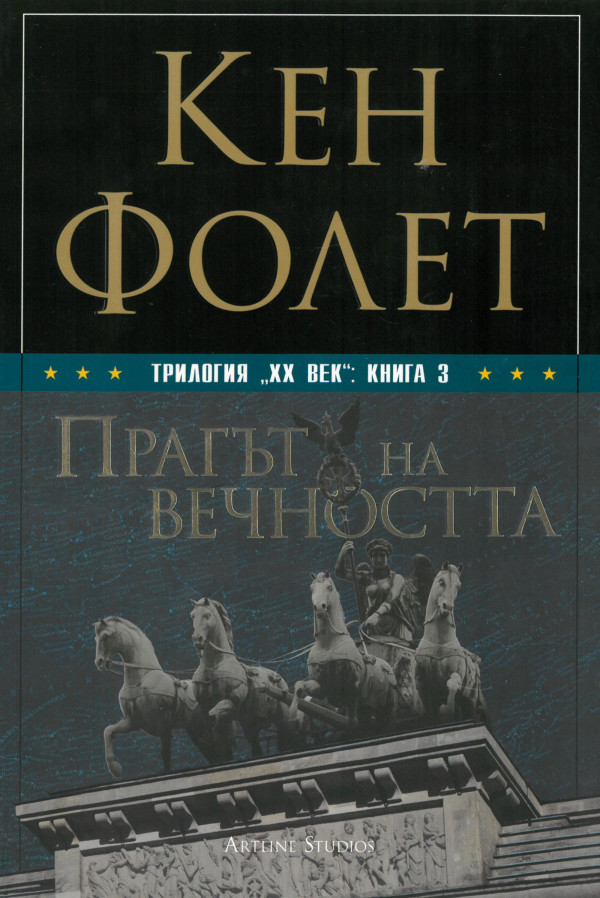 КЕН
ФОЛЕТ
★ ★ ★ ТРИЛОГИЯ „XX ВЕК“: КНИГА 3 ★ ★ ★
ПРАГЪТ НА
ВЕЧНОСТТА
ARTLINE STUDIOS